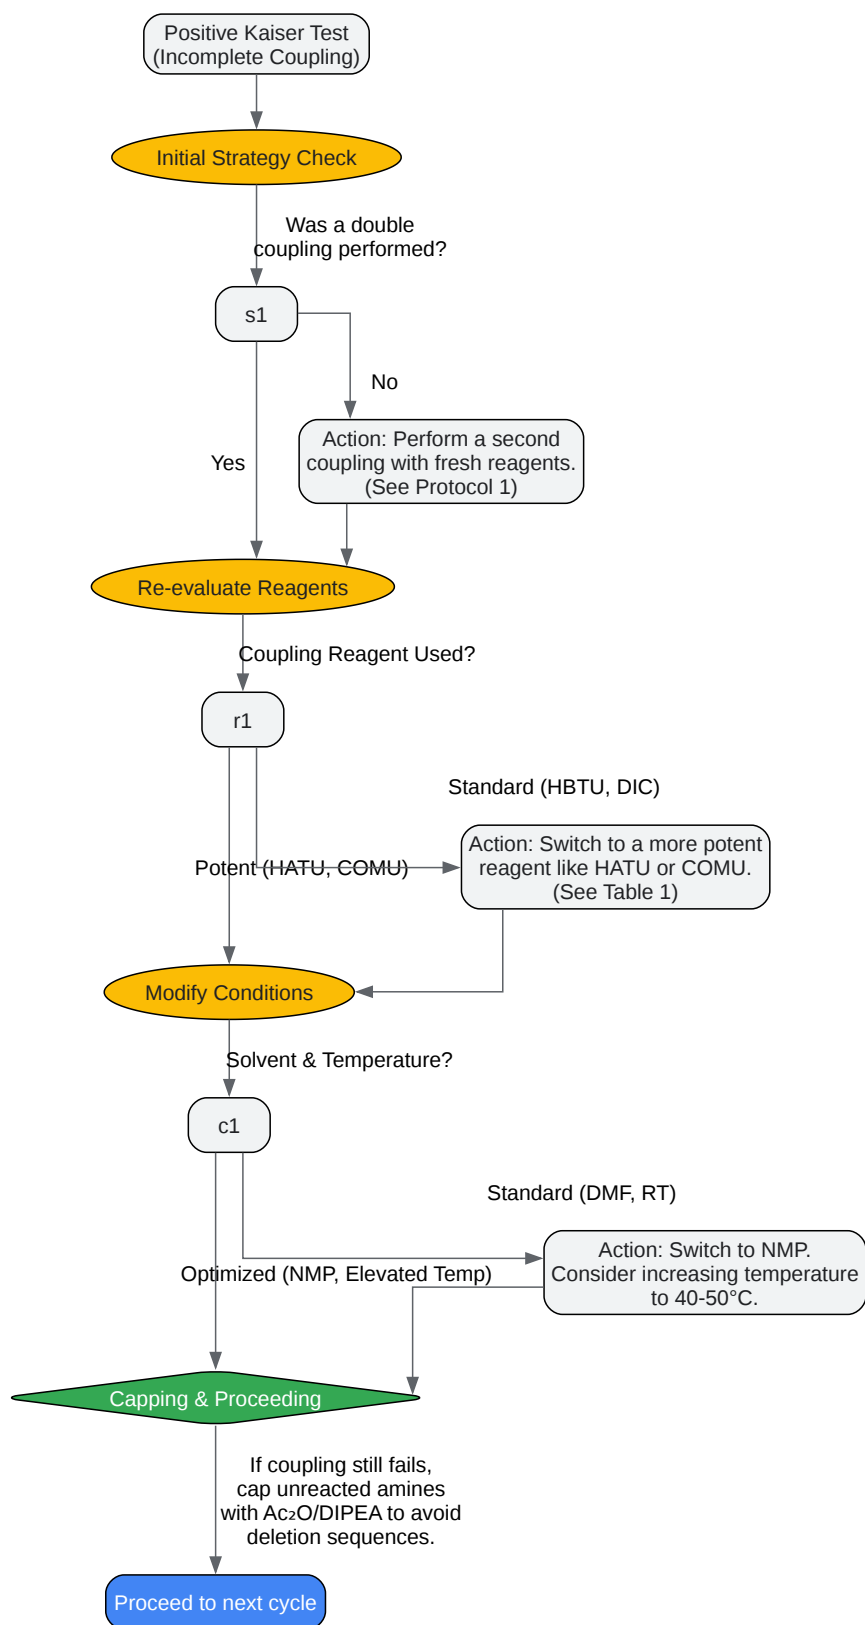 Positive Kaiser Test
(Incomplete Coupling)
Initial Strategy Check
Was a double
coupling performed?
s1
No
Action: Perform a second
coupling with fresh reagents.
(See Protocol 1)
Yes
Re-evaluate Reagents
Coupling Reagent Used?
r1
Standard (HBTU, DIC)
Action: Switch to a more potent
reagent like HATU or COMU.
(See Table 1)
Potent (HATU, COMU)
Modify Conditions
Solvent & Temperature?
c1
Standard (DMF, RT)
Action: Switch to NMP.
Consider increasing temperature
to 40-50°C.
Optimized (NMP, Elevated Temp)
Capping & Proceeding
If coupling still fails,
cap unreacted amines
with Ac₂O/DIPEA to avoid
deletion sequences.
Proceed to next cycle